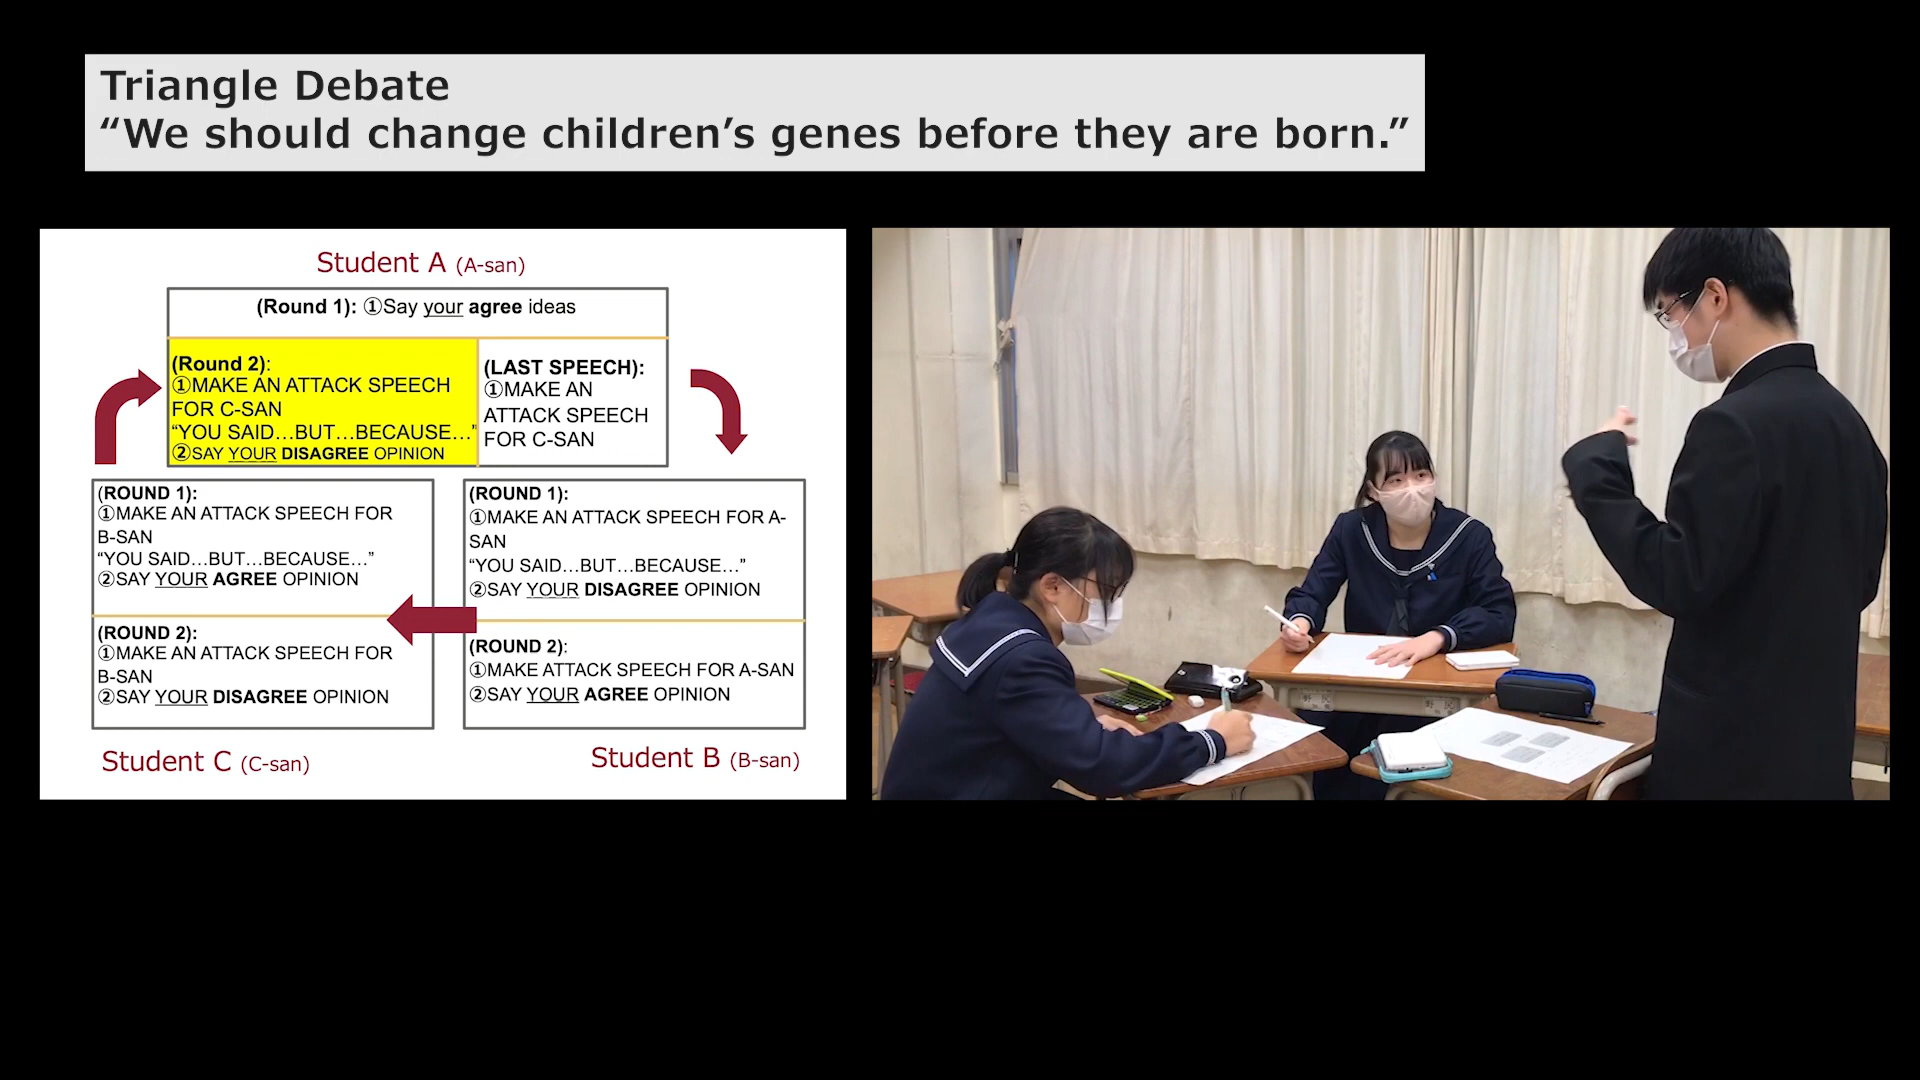 Triangle Debate
“We should change children’s genes before they are born.”
Student A (A-san)
(Round 1): ①Say your agree ideas
(Round 2):
①MAKE AN ATTACK SPEECH
FOR C-SAN
“YOU SAID...BUT...BECAUSE...”
②SAY YOUR DISAGREE OPINION
(LAST SPEECH):
①MAKE AN
ATTACK SPEECH
FOR C-SAN
(ROUND 1):
①MAKE AN ATTACK SPEECH FOR
B-SAN
“YOU SAID...BUT...BECAUSE...”
②SAY YOUR AGREE OPINION
(ROUND 2):
①MAKE AN ATTACK SPEECH FOR
B-SAN
②SAY YOUR DISAGREE OPINION
(ROUND 1):
①MAKE AN ATTACK SPEECH FOR A-
SAN
“YOU SAID...BUT...BECAUSE...”
②SAY YOUR DISAGREE OPINION
(ROUND 2):
①MAKE ATTACK SPEECH FOR A-SAN
②SAY YOUR AGREE OPINION
Student C (C-san)
Student B (B-san)